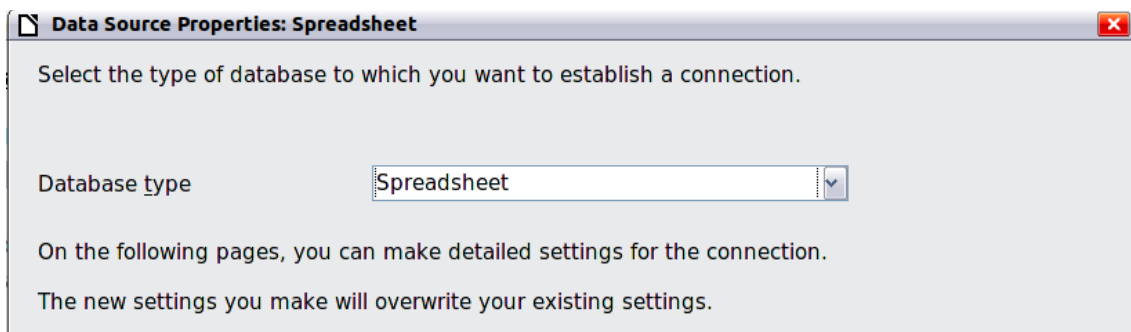 Data Source Properties: Spreadsheet
Select the type of database to which you want to establish a connection.
Database type Spreadsheet
On the following pages, you can make detailed settings for the connection.
The new settings you make will overwrite your existing settings.